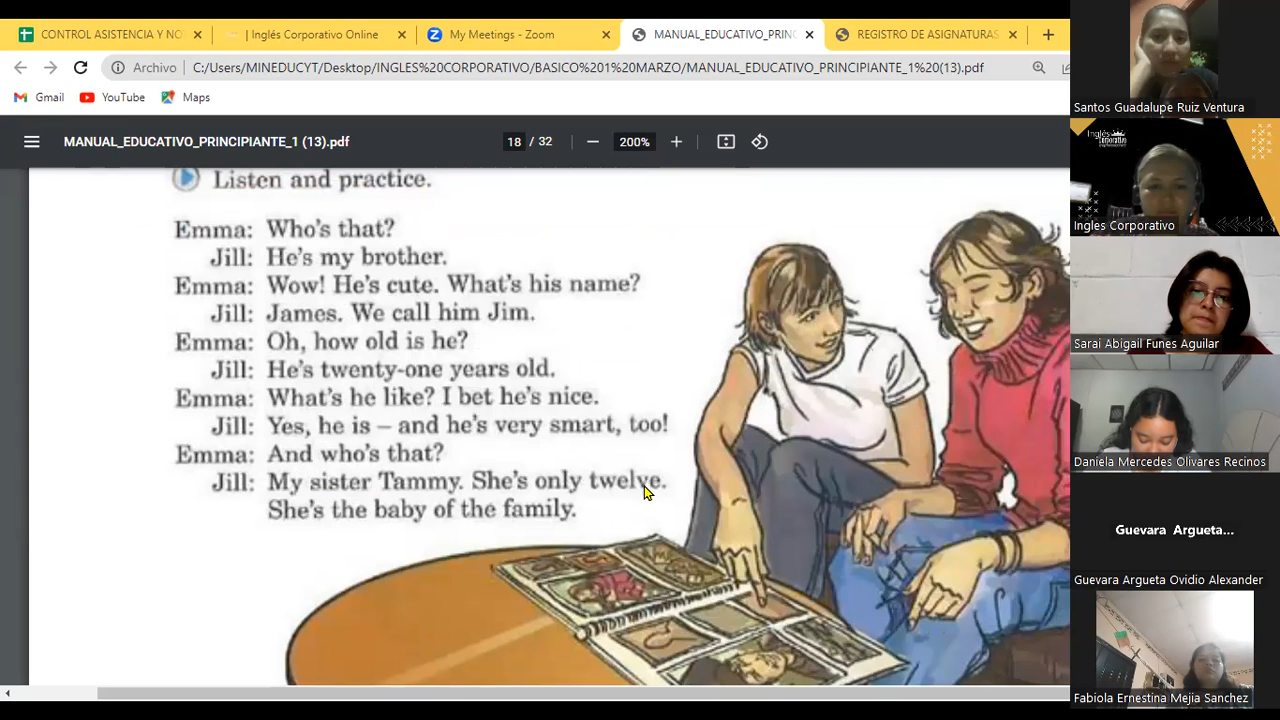 CONTROL ASISTENCIA Y NO
| Inglés Corporativo Online
My Meetings - Zoom
MANUAL_EDUCATIVO_PRINC
REGISTRO DE ASIGNATURAS
Archivo
C:/Users/MINEDUCYT/Desktop/INGLES%20CORPORATIVO/BASICO%201%20MARZO/MANUAL_EDUCATIVO_PRINCIPIANTE_1%20(13).pdf
Gmail
YouTube
Maps
MANUAL_EDUCATIVO_PRINCIPIANTE_1 (13).pdf
18 / 32
200%
Listen and practice.
Emma: Who's that?
Jill: He's my brother.
Emma: Wow! He's cute. What's his name?
Jill: James. We call him Jim.
Emma: Oh, how old is he?
Jill: He's twenty-one years old.
Emma: What's he like? I bet he's nice.
Jill: Yes, he is – and he's very smart, too!
Emma: And who's that?
Jill: My sister Tammy. She's only twelve.
She's the baby of the family.
Santos Guadalupe Ruiz Ventura
Inglés
Corporativo
Ingles Corporativo
Sarai Abigail Funes Aguilar
Daniela Mercedes Olivares Recinos
Guevara Argueta...
Guevara Argueta Ovidio Alexander
Fabiola Ernestina Mejia Sanchez